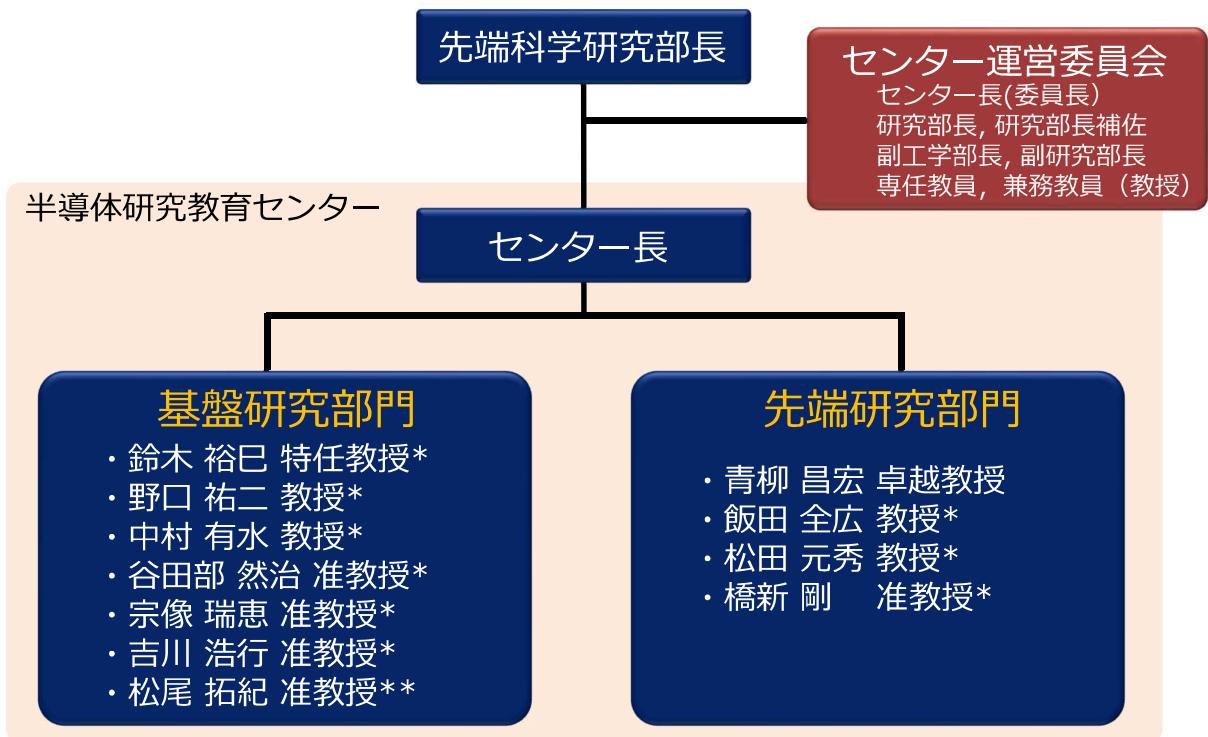 先端科学研究部長
センター運営委員会
センター長(委員長)
研究部長, 研究部長補佐
副工学部長, 副研究部長
専任教員，兼務教員（教授）
半導体研究教育センター
センター長
基盤研究部門
・鈴木 裕巳 特任教授*
・野口 祐二 教授*
・中村 有水 教授*
・谷田部 然治 准教授*
・宗像 瑞恵 准教授*
・吉川 浩行 准教授*
・松尾 拓紀 准教授**
先端研究部門
・青柳 昌宏 卓越教授
・飯田 全広 教授*
・松田 元秀 教授*
・橋新 剛　准教授*